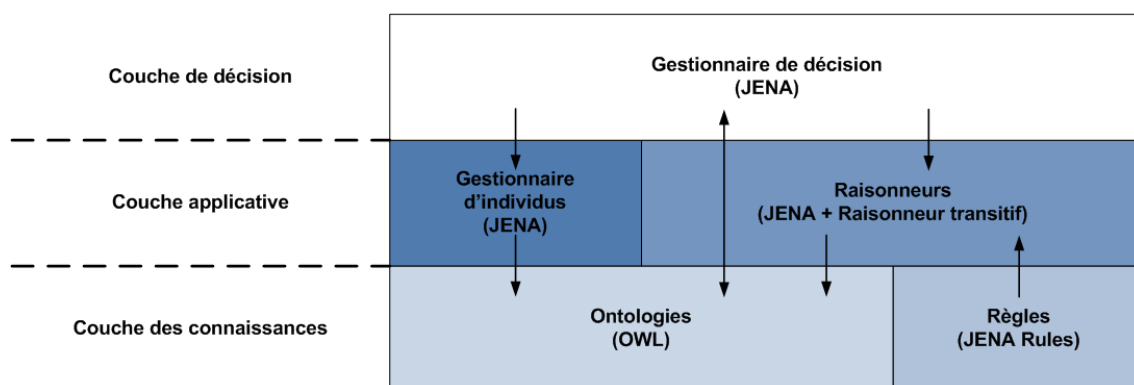 Couche de décision
Gestionnaire de décision
(JENA)
Couche applicative
Gestionnaire
d'individus
(JENA)
Raisonneurs
(JENA + Raisonneur transitif)
Couche des connaissances
Ontologies
(OWL)
Règles
(JENA Rules)